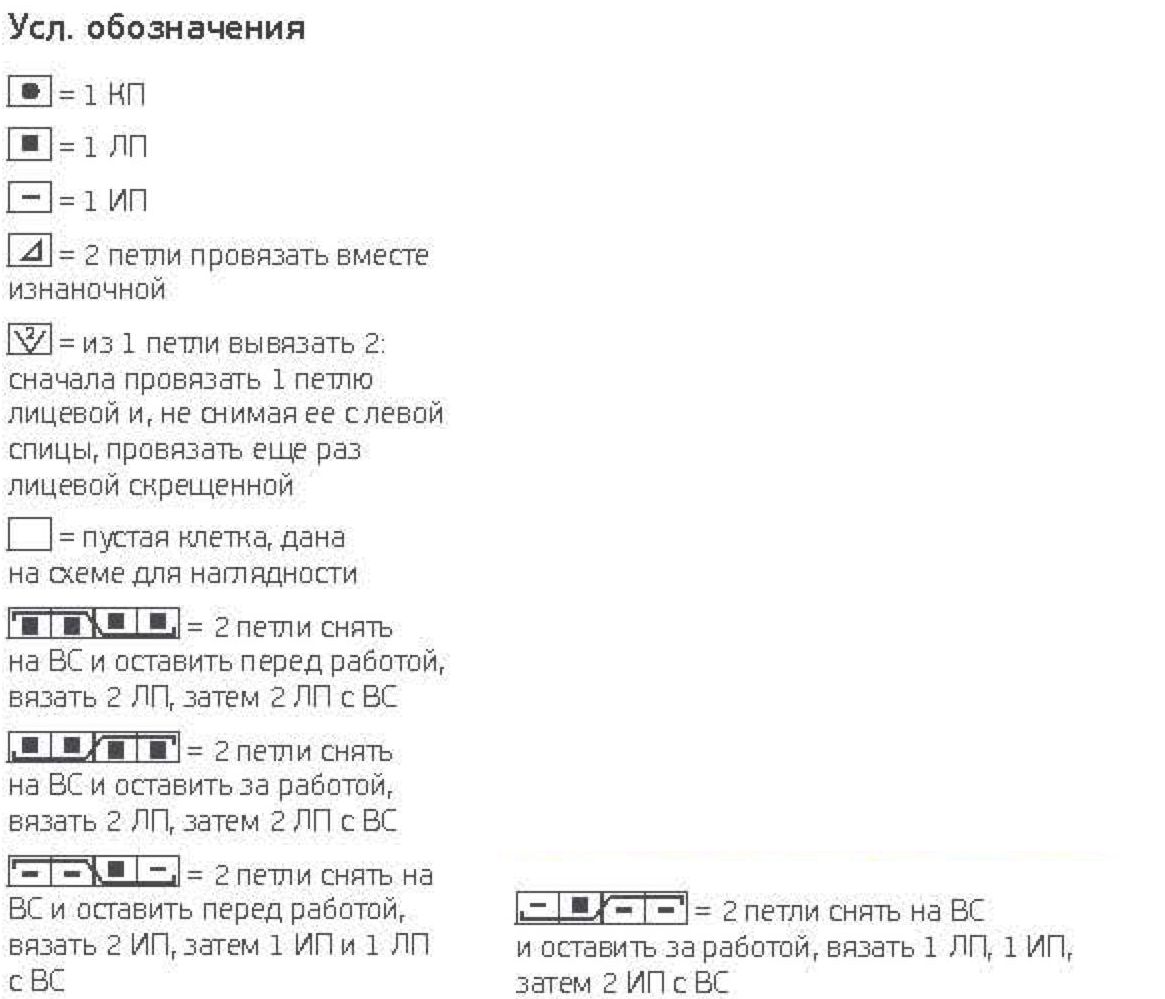 Усл. обозначения
= 1 КП
= 1 ЛП
= 1 ИП
= 2 петли провязать вместе
изнаночной
2 = из 1 петли вывязать 2:
сначала провязать 1 петлю
лицевой и, не снимая ее с левой
спицы, провязать еще раз
лицевой скрещенной
= пустая клетка, дана
на схеме для наглядности
= 2 петли снять
на ВС и оставить перед работой,
вязать 2 ЛП, затем 2 ЛП с ВС
= 2 петли снять
на ВС и оставить за работой,
вязать 2 ЛП, затем 2 ЛП с ВС
= 2 петли снять на
ВС и оставить перед работой,
вязать 2 ИП, затем 1 ИП и 1 ЛП
с ВС
= 2 петли снять на ВС
и оставить за работой, вязать 1 ЛП, 1 ИП,
затем 2 ИП с ВС